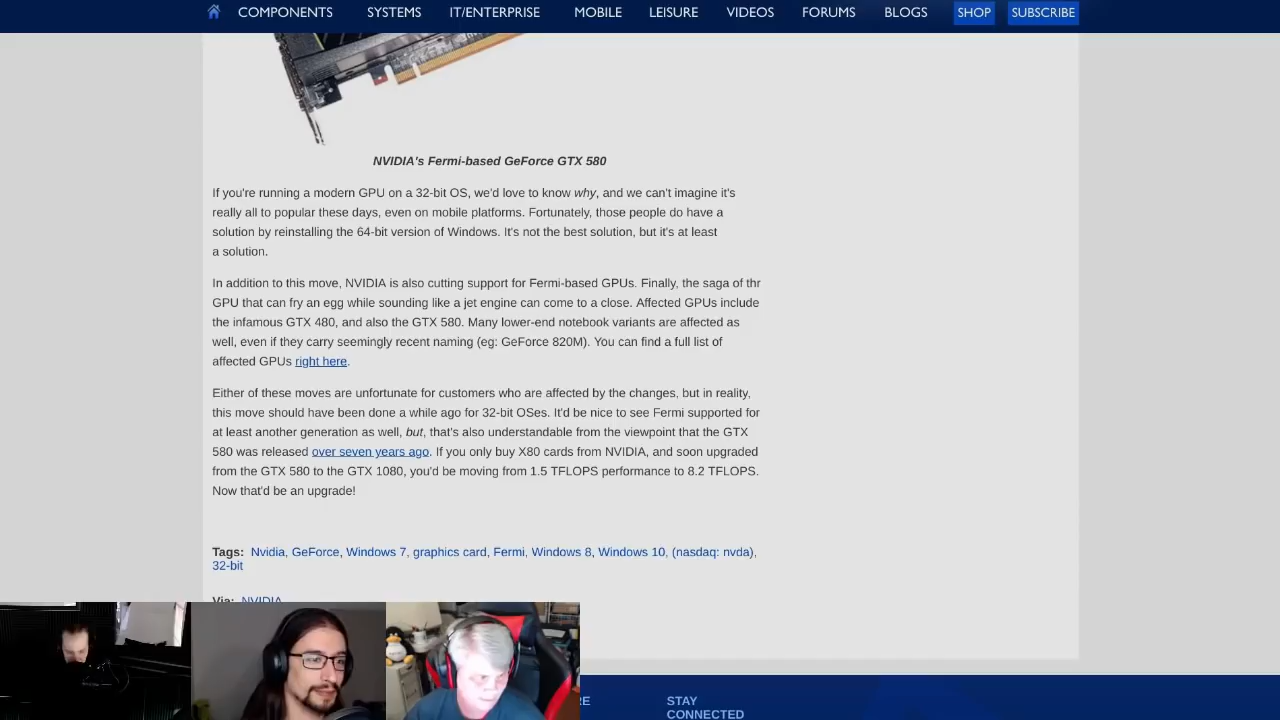 COMPONENTS SYSTEMS IT/ENTERPRISE MOBILE LEISURE VIDEOS FORUMS BLOGS SHOP SUBSCRIBE
NVIDIA's Fermi-based GeForce GTX 580
If you're running a modern GPU on a 32-bit OS, we'd love to know why, and we can't imagine it's
really all to popular these days, even on mobile platforms. Fortunately, those people do have a
solution by reinstalling the 64-bit version of Windows. It's not the best solution, but it's at least
a solution.
In addition to this move, NVIDIA is also cutting support for Fermi-based GPUs. Finally, the saga of thr
GPU that can fry an egg while sounding like a jet engine can come to a close. Affected GPUs include
the infamous GTX 480, and also the GTX 580. Many lower-end notebook variants are affected as
well, even if they carry seemingly recent naming (eg: GeForce 820M). You can find a full list of
affected GPUs right here.
Either of these moves are unfortunate for customers who are affected by the changes, but in reality,
this move should have been done a while ago for 32-bit OSes. It'd be nice to see Fermi supported for
at least another generation as well, but, that's also understandable from the viewpoint that the GTX
580 was released over seven years ago. If you only buy X80 cards from NVIDIA, and soon upgraded
from the GTX 580 to the GTX 1080, you'd be moving from 1.5 TFLOPS performance to 8.2 TFLOPS.
Now that'd be an upgrade!
Tags: Nvidia, GeForce, Windows 7, graphics card, Fermi, Windows 8, Windows 10, (nasdaq: nvda),
32-bit
Via: NVIDIA
RE
STAY
CONNECTED